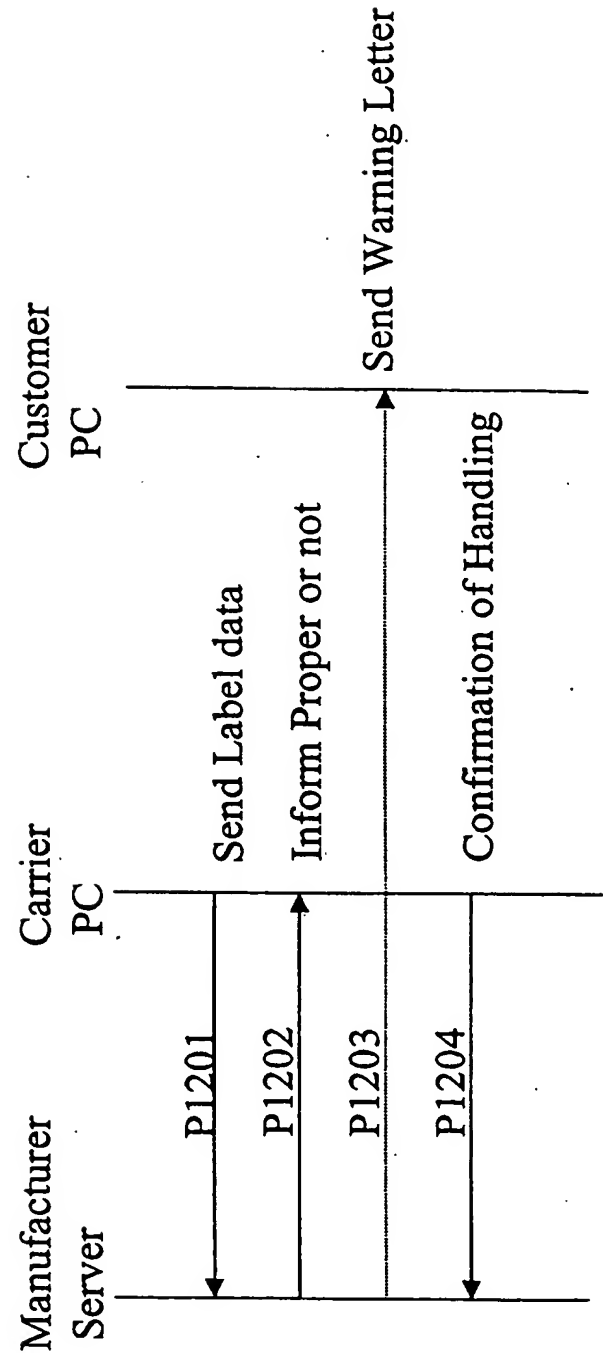 Manufacturer
Server
Carrier
PC
Customer
PC
P1201
Send Label data
P1202
Inform Proper or not
P1203
Send Warning Letter
P1204
Confirmation of Handling